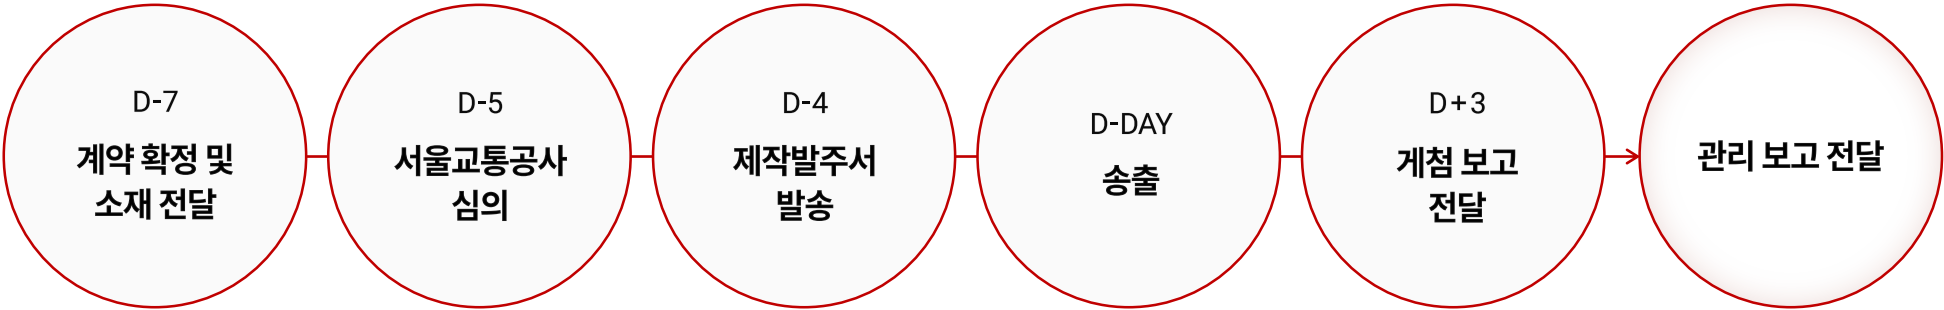 D-7
계약 확정 및
소재 전달
D-5
서울교통공사
심의
D-4
제작발주서
발송
D-DAY
송출
D+3
게첨 보고
전달
관리 보고 전달